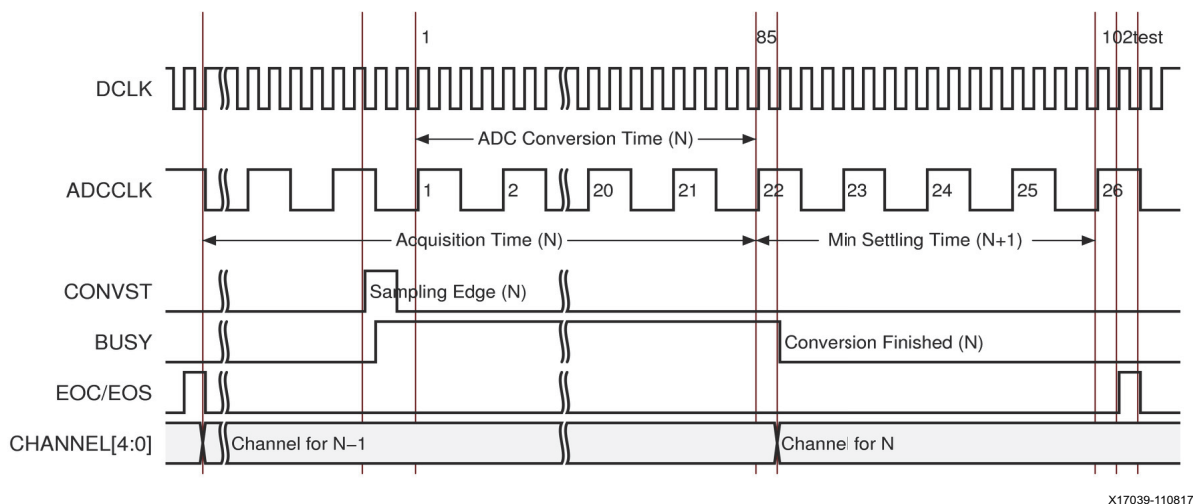 1 85 102test
DCLK
ADC Conversion Time (N)
ADCCLK 1 2 20 21 22 23 24 25 26
Acquisition Time (N) Min Settling Time (N+1)
CONVST Sampling Edge (N)
BUSY Conversion Finished (N)
EOC/EOS
CHANNEL[4:0] Channel for N–1 Channel for N
X17039-110817